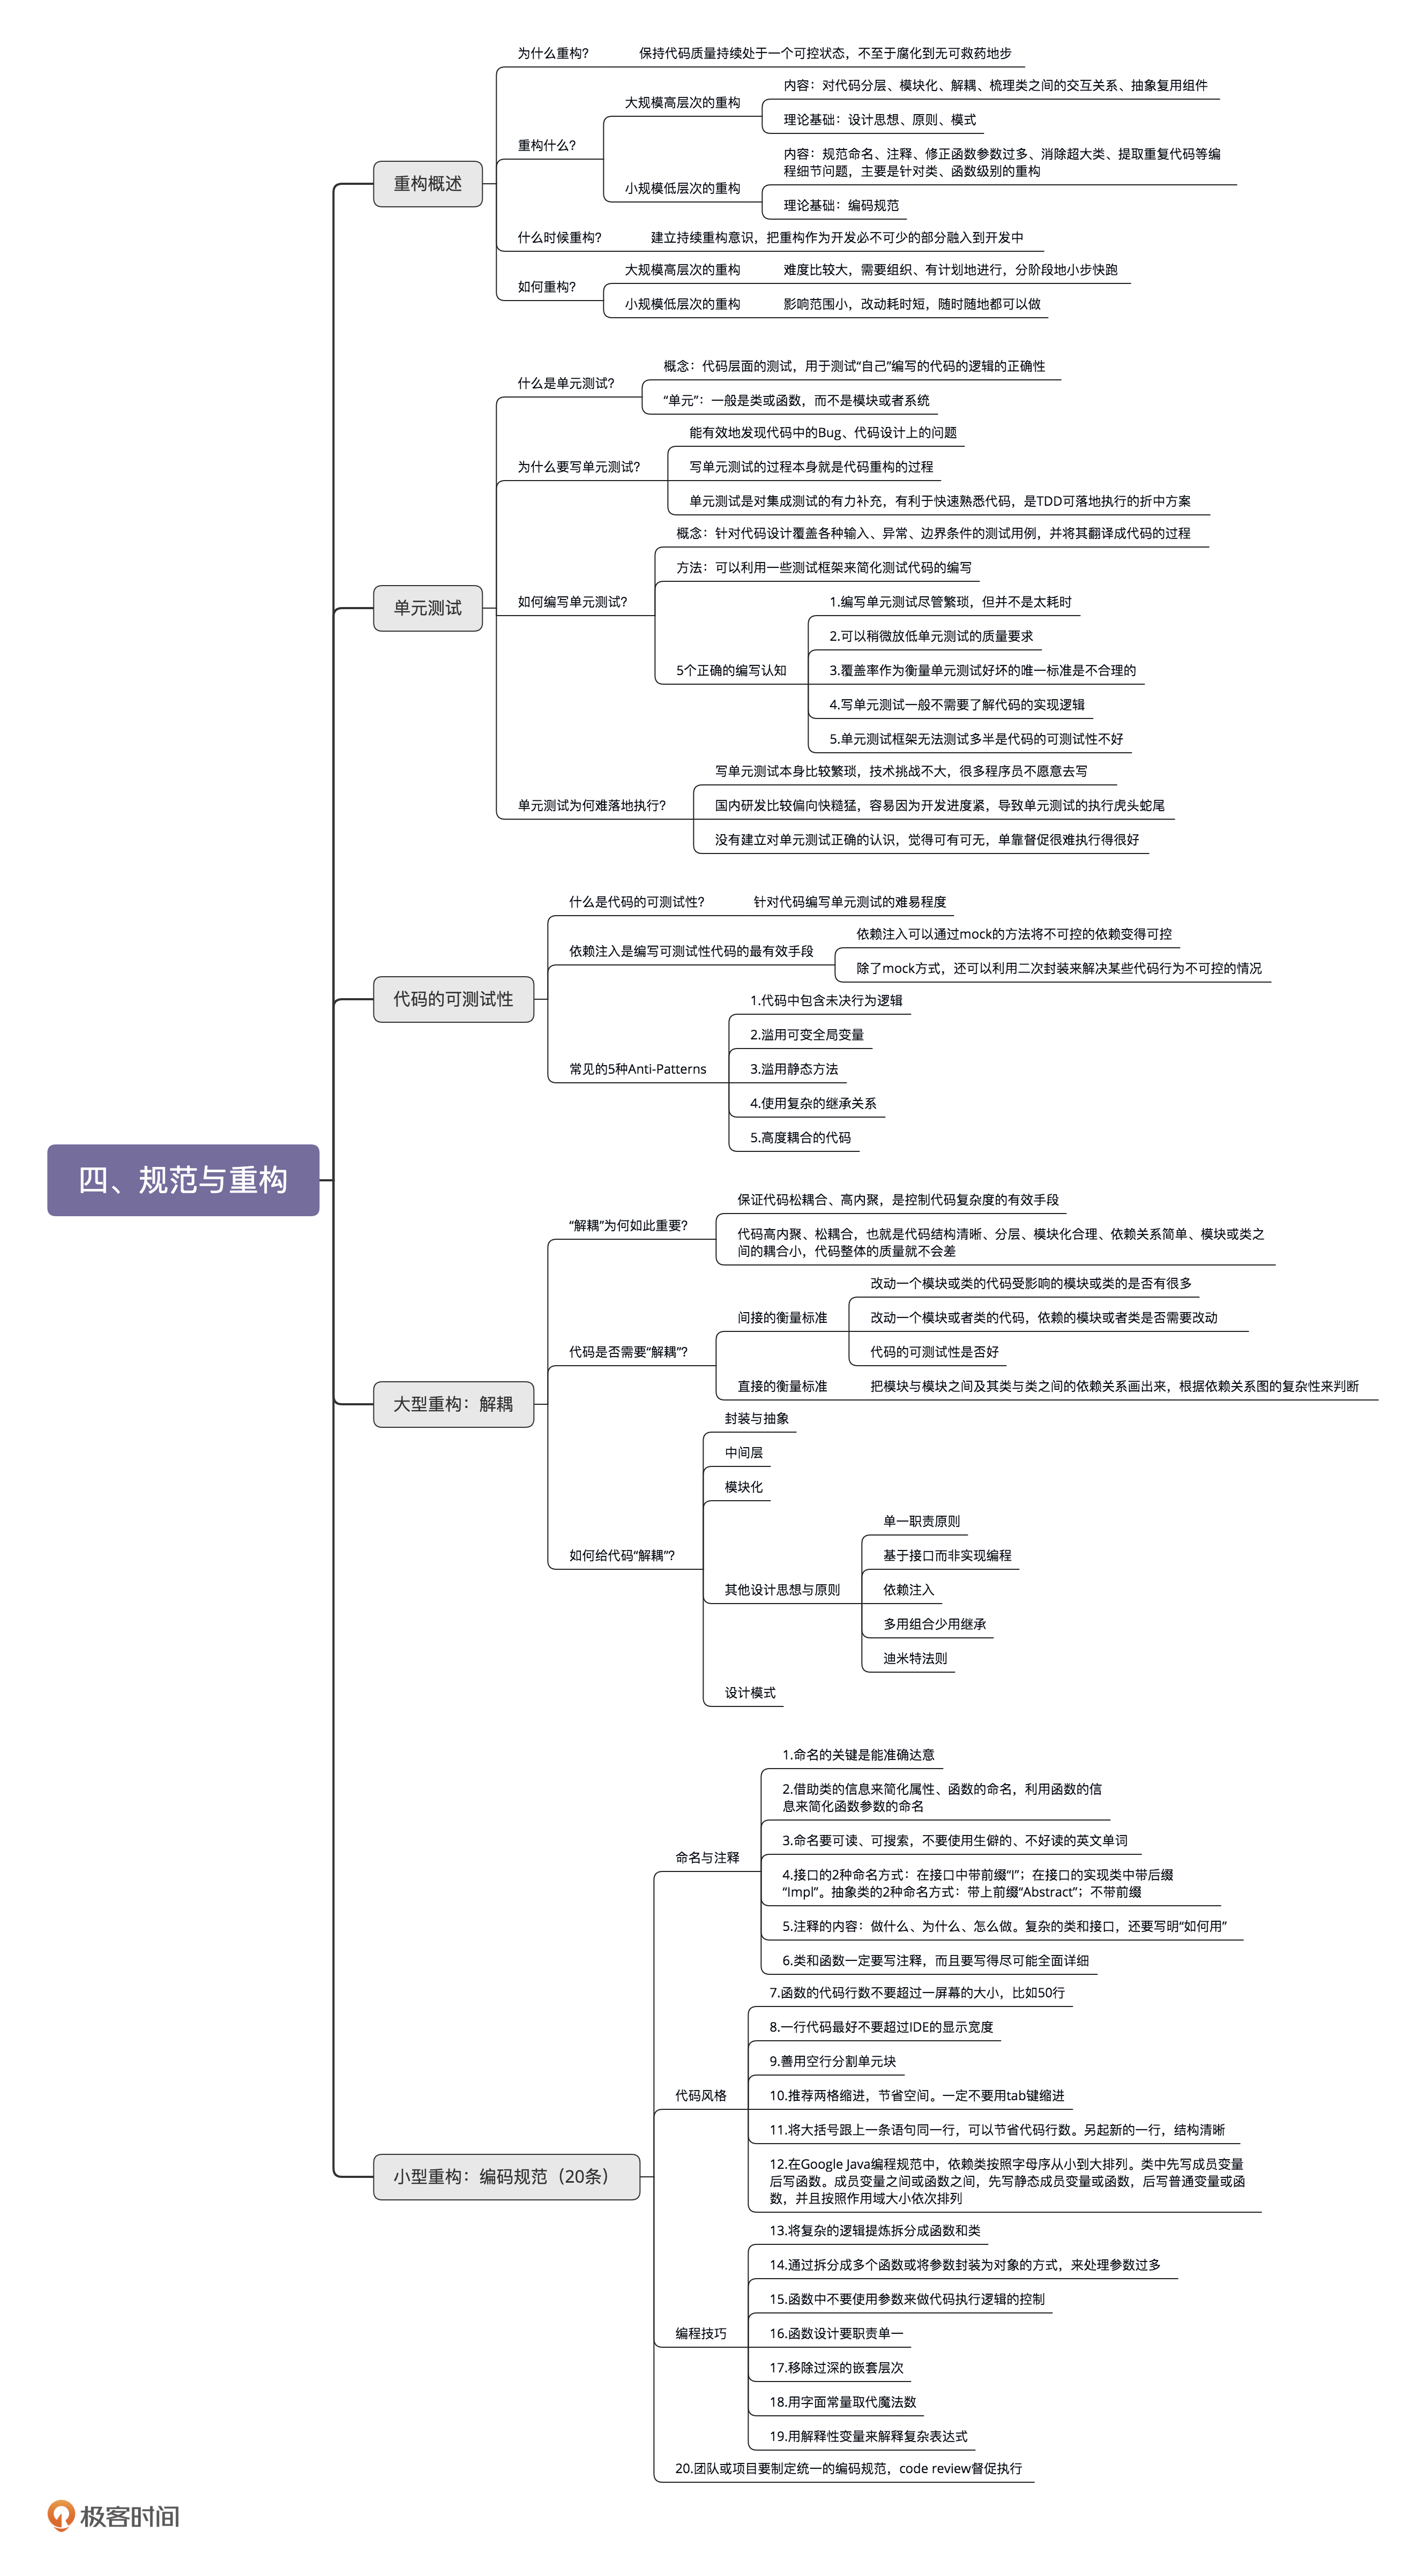 四、规范与重构
重构概述
为什么重构?
保持代码质量持续处于一个可控状态，不至于腐化到无可救药地步
重构什么?
大规模高层次的重构
内容：对代码分层、模块化、解耦、梳理类之间的交互关系、抽象复用组件
理论基础：设计思想、原则、模式
小规模低层次的重构
内容：规范命名、注释、修正函数参数过多、消除超大类、提取重复代码等编
程细节问题，主要是针对类、函数级别的重构
理论基础：编码规范
什么时候重构?
建立持续重构意识，把重构作为开发必不可少的部分融入到开发中
如何重构?
大规模高层次的重构
难度比较大，需要组织、有计划地进行，分阶段地小步快跑
小规模低层次的重构
影响范围小，改动耗时短，随时随地都可以做
单元测试
什么是单元测试?
概念：代码层面的测试，用于测试“自己”编写的代码的逻辑的正确性
“单元”：一般是类或函数，而不是模块或者系统
为什么要写单元测试?
能有效地发现代码中的Bug、代码设计上的问题
写单元测试的过程本身就是代码重构的过程
单元测试是对集成测试的有力补充，有利于快速熟悉代码，是TDD可落地执行的折中方案
如何编写单元测试?
概念：针对代码设计覆盖各种输入、异常、边界条件的测试用例，并将其翻译成代码的过程
方法：可以利用一些测试框架来简化测试代码的编写
5个正确的编写认知
1.编写单元测试尽管繁琐，但并不是太耗时
2.可以稍微放低单元测试的质量要求
3.覆盖率作为衡量单元测试好坏的唯一标准是不合理的
4.写单元测试一般不需要了解代码的实现逻辑
5.单元测试框架无法测试多半是代码的可测试性不好
单元测试为何难落地执行?
写单元测试本身比较繁琐，技术挑战不大，很多程序员不愿意去写
国内研发比较偏向快糙猛，容易因为开发进度紧，导致单元测试的执行虎头蛇尾
没有建立对单元测试正确的认识，觉得可有可无，单靠督促很难执行得很好
代码的可测试性
什么是代码的可测试性?
针对代码编写单元测试的难易程度
依赖注入是编写可测试性代码的最有效手段
依赖注入可以通过mock的方法将不可控的依赖变得可控
除了mock方式，还可以利用二次封装来解决某些代码行为不可控的情况
常见的5种Anti-Patterns
1.代码中包含未决行为逻辑
2.滥用可变全局变量
3.滥用静态方法
4.使用复杂的继承关系
5.高度耦合的代码
大型重构：解耦
“解耦”为何如此重要?
保证代码松耦合、高内聚，是控制代码复杂度的有效手段
代码高内聚、松耦合，也就是代码结构清晰、分层、模块化合理、依赖关系简单、模块或类之
间的耦合小，代码整体的质量就不会差
代码是否需要“解耦”?
间接的衡量标准
改动一个模块或类的代码受影响的模块或类的是否有很多
改动一个模块或者类的代码，依赖的模块或者类是否需要改动
代码的可测试性是否好
直接的衡量标准
把模块与模块之间及其类与类之间的依赖关系画出来，根据依赖关系图的复杂性来判断
如何给代码“解耦”?
封装与抽象
中间层
模块化
其他设计思想与原则
单一职责原则
基于接口而非实现编程
依赖注入
多用组合少用继承
迪米特法则
设计模式
小型重构：编码规范（20条）
命名与注释
1.命名的关键是能准确达意
2.借助类的信息来简化属性、函数的命名，利用函数的信
息来简化函数参数的命名
3.命名要可读、可搜索，不要使用生僻的、不好读的英文单词
4.接口的2种命名方式：在接口中带前缀“I”；在接口的实现类中带后缀
“Impl”。抽象类的2种命名方式：带上前缀“Abstract”；不带前缀
5.注释的内容：做什么、为什么、怎么做。复杂的类和接口，还要写明“如何用”
6.类和函数一定要写注释，而且要写得尽可能全面详细
代码风格
7.函数的代码行数不要超过一屏幕的大小，比如50行
8.一行代码最好不要超过IDE的显示宽度
9.善用空行分割单元块
10.推荐两格缩进，节省空间。一定不要用tab键缩进
11.将大括号跟上一条语句同一行，可以节省代码行数。另起新的一行，结构清晰
12.在Google Java编程规范中，依赖类按照字母序从小到大排列。类中先写成员变量
后写函数。成员变量之间或函数之间，先写静态成员变量或函数，后写普通变量或函
数，并且按照作用域大小依次排列
编程技巧
13.将复杂的逻辑提炼拆分成函数和类
14.通过拆分成多个函数或将参数封装为对象的方式，来处理参数过多
15.函数中不要使用参数来做代码执行逻辑的控制
16.函数设计要职责单一
17.移除过深的嵌套层次
18.用字面常量取代魔法数
19.用解释性变量来解释复杂表达式
20.团队或项目要制定统一的编码规范，code review督促执行
极客时间